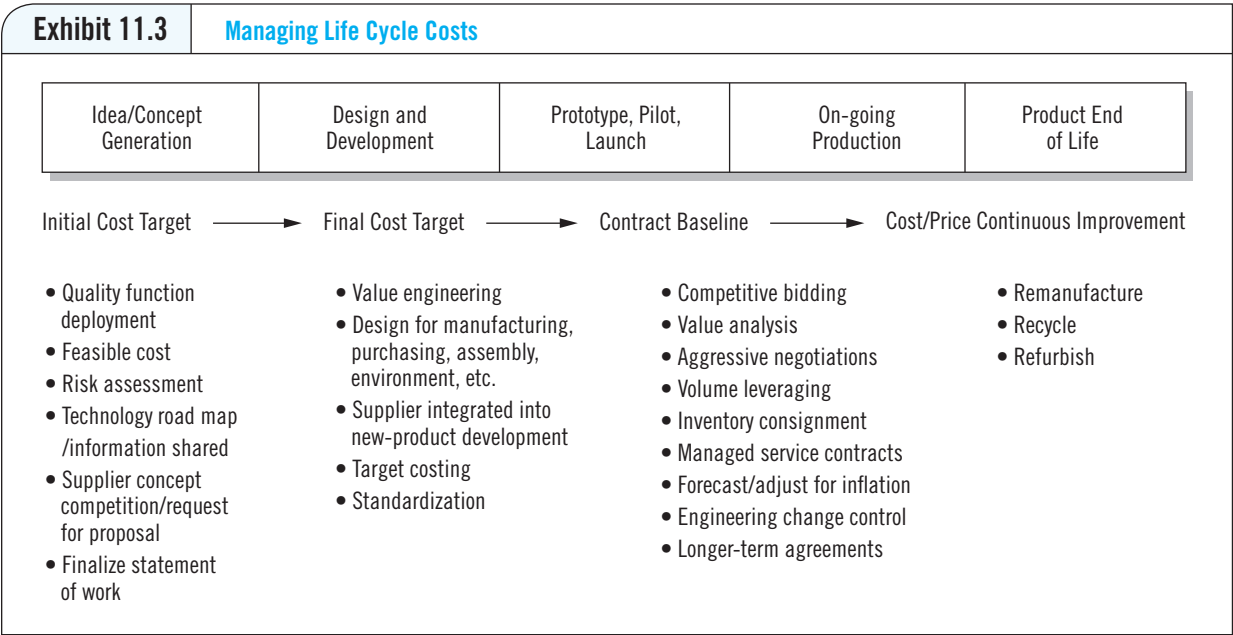 Exhibit 11.3
Managing Life Cycle Costs
Idea/Concept
Generation
Design and
Development
Prototype, Pilot,
Launch
On-going
Production
Product End
of Life
Initial Cost Target
Final Cost Target
Contract Baseline
Cost/Price Continuous Improvement
• Quality function
deployment
• Feasible cost
• Risk assessment
• Technology road map
/information shared
• Supplier concept
competition/request
for proposal
• Finalize statement
of work
• Value engineering
• Design for manufacturing,
purchasing, assembly,
environment, etc.
• Supplier integrated into
new-product development
• Target costing
• Standardization
• Competitive bidding
• Value analysis
• Aggressive negotiations
• Volume leveraging
• Inventory consignment
• Managed service contracts
• Forecast/adjust for inflation
• Engineering change control
• Longer-term agreements
• Remanufacture
• Recycle
• Refurbish